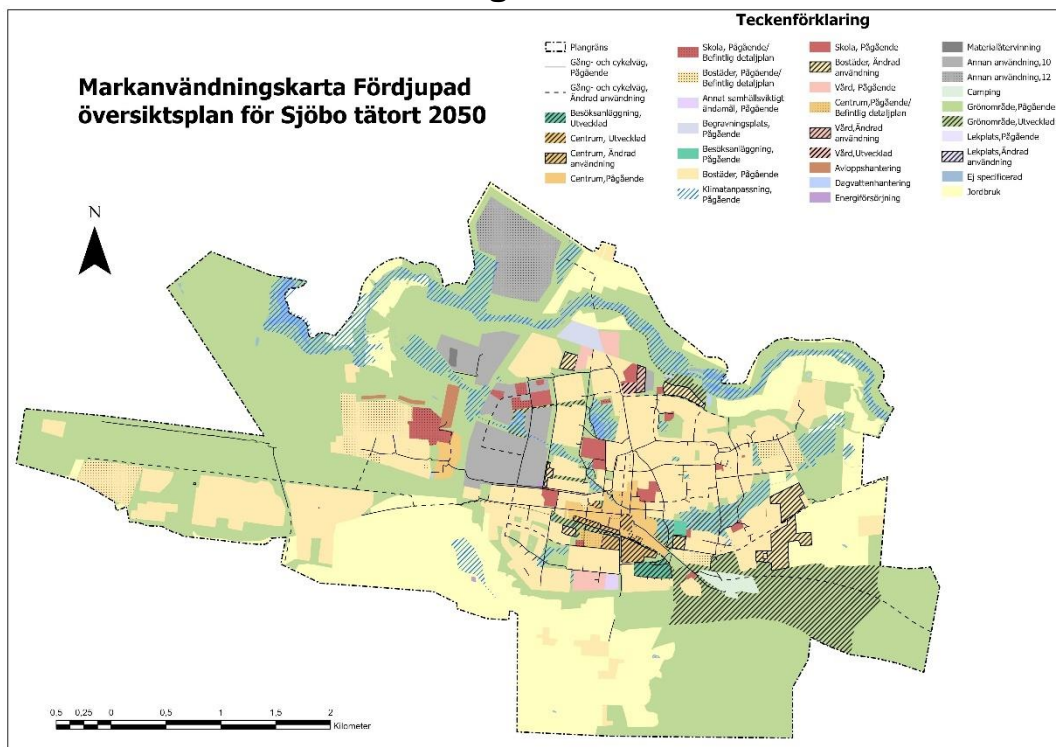 Teckenförklaring
Markanvändningskarta Fördjupad
översiktsplan för Sjöbo tätort 2050
Plangräns
Gång- och cykelväg,
Pågående
Gång- och cykelväg,
Ändrad användning
Besöksanläggning,
Utvecklad
Centrum, Utvecklad
Centrum, Ändrad
användning
Centrum,Pågående
Skola, Pågående/
Befintlig detaljplan
Bostäder, Pågående/
Befintlig detaljplan
Annat samhällsviktigt
ändamål, Pågående
Begravningsplats,
Pågående
Besöksanläggning,
Pågående
Bostäder, Pågående
Klimatanpassning,
Pågående
Skola, Pågående
Bostäder, Ändrad
användning
Vård, Pågående
Centrum,Pågående/
Befintlig detaljplan
Vård,Ändrad
användning
Vård,Utvecklad
Avloppshantering
Dagvattenhantering
Energiförsörjning
Materialåtervinning
Annan användning,10
Annan användning,12
Camping
Grönområde,Pågående
Grönområde,Utvecklad
Lekplats,Pågående
Lekplats,Ändrad
användning
Ej specificerad
Jordbruk
N
0,5 0,25 0 0,5 1 1,5 2
Kilometer